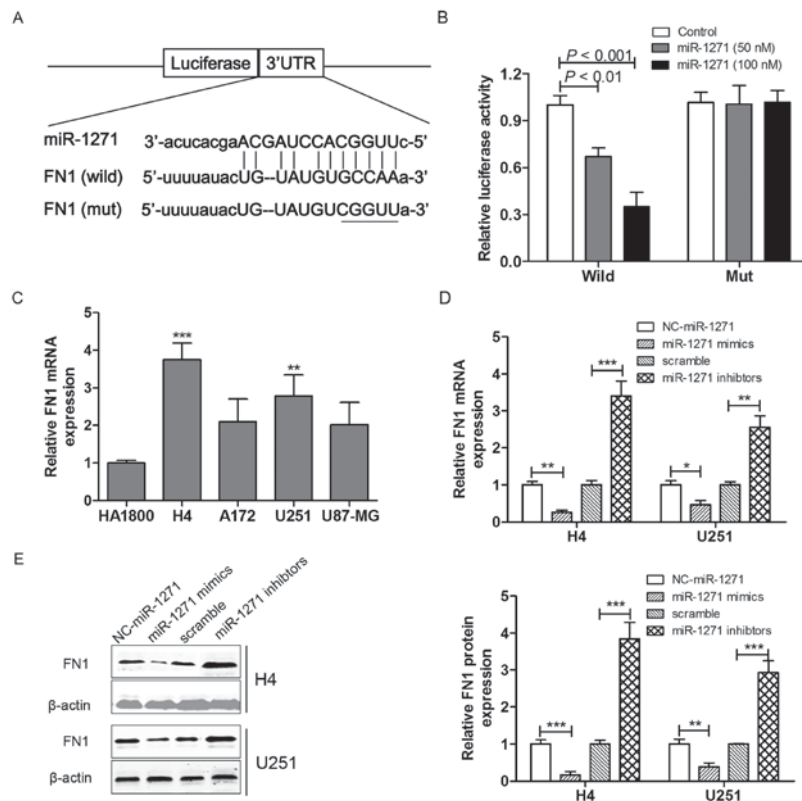 A
Luciferase 3'UTR
miR-1271 3'-acucacgaACGAUCCACGGUUc-5'
FN1 (wild) 5'-uuuuauacUG--UAUGUGCCAAa-3'
FN1 (mut) 5'-uuuuauacUG--UAUGUCGGUUa-3'
B
Control
miR-1271 (50 nM)
miR-1271 (100 nM)
P < 0.001
P < 0.01
Relative luciferase activity
1.2
0.9
0.6
0.3
0.0
Wild Mut
C
Relative FN1 mRNA
expression
5
4
3
2
1
0
***
**
HA1800 H4 A172 U251 U87-MG
D
NC-miR-1271
miR-1271 mimics
scramble
miR-1271 inhibtors
Relative FN1 mRNA
expression
5
4
3
2
1
0
** *** * **
H4 U251
E
NC-miR-1271
miR-1271 mimics
scramble
miR-1271 inhibtors
FN1
β-actin
H4
FN1
β-actin
U251
NC-miR-1271
miR-1271 mimics
scramble
miR-1271 inhibtors
Relative FN1 protein
expression
6
4
2
0
*** *** ** ***
H4 U251